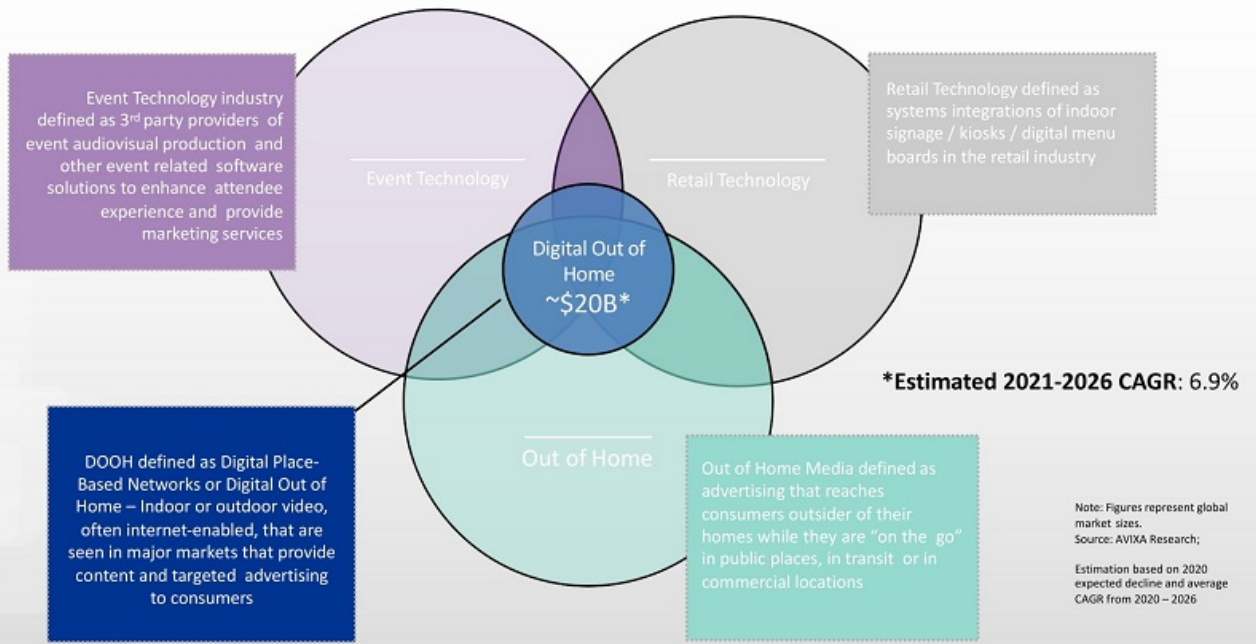 Event Technology industry
defined as 3rd party providers of
event audiovisual production and
other event related software
solutions to enhance attendee
experience and provide
marketing services
Event Technology
Retail Technology
Retail Technology defined as
systems integrations of indoor
signage / kiosks / digital menu
boards in the retail industry
Digital Out of
Home
~$20B*
*Estimated 2021-2026 CAGR: 6.9%
DOOH defined as Digital Place-
Based Networks or Digital Out of
Home – Indoor or outdoor video,
often internet-enabled, that are
seen in major markets that provide
content and targeted advertising
to consumers
Out of Home
Out of Home Media defined as
advertising that reaches
consumers outsider of their
homes while they are “on the go”
in public places, in transit or in
commercial locations
Note: Figures represent global
market sizes.
Source: AVIXA Research;
Estimation based on 2020
expected decline and average
CAGR from 2020 – 2026